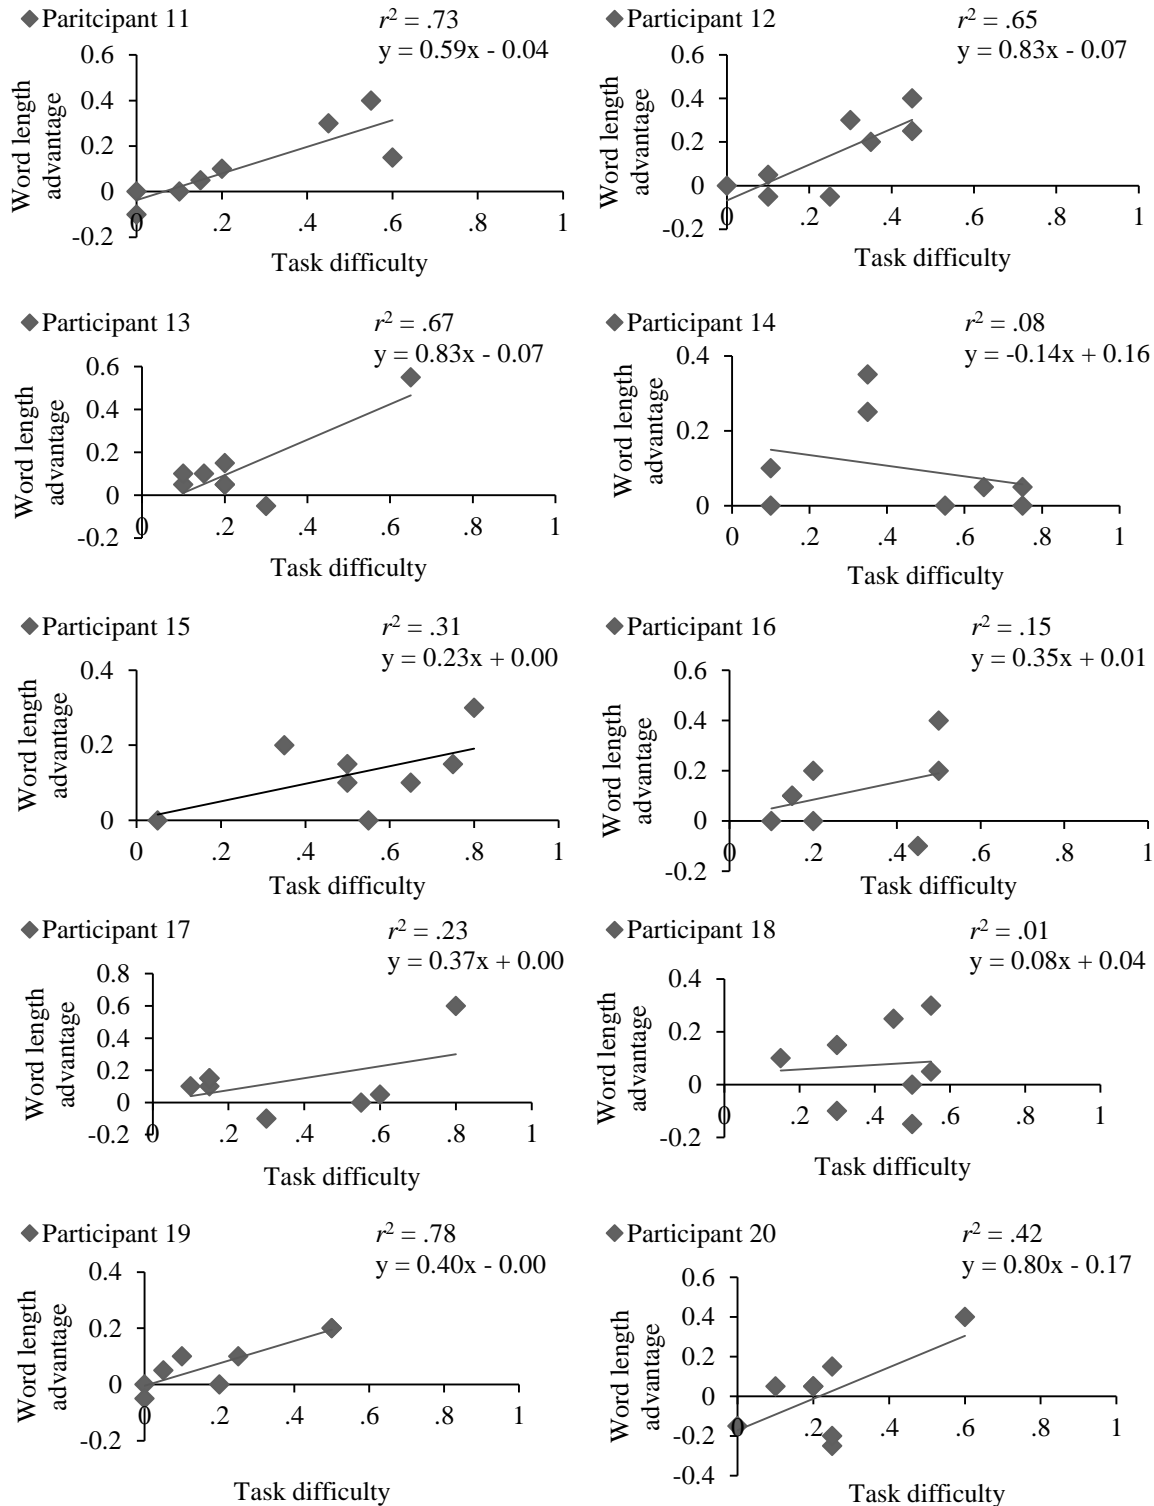 Paritcipant 11
r² = .73
y = 0.59x - 0.04
Word length
advantage
0.6
0.4
0.2
0
-0.2
0
.2
.4
.6
.8
1
Task difficulty
Participant 12
r² = .65
y = 0.83x - 0.07
Word length
advantage
0.6
0.4
0.2
0
-0.2
0
.2
.4
.6
.8
1
Task difficulty
Participant 13
r² = .67
y = 0.83x - 0.07
Word length
advantage
0.6
0.4
0.2
0
-0.2
0
.2
.4
.6
.8
1
Task difficulty
Participant 14
r² = .08
y = -0.14x + 0.16
Word length
advantage
0.4
0.2
0
0
.2
.4
.6
.8
1
Task difficulty
Participant 15
r² = .31
y = 0.23x + 0.00
Word length
advantage
0.4
0.2
0
0
.2
.4
.6
.8
1
Task difficulty
Participant 16
r² = .15
y = 0.35x + 0.01
Word length
advantage
0.6
0.4
0.2
0
-0.2
0
.2
.4
.6
.8
1
Task difficulty
Participant 17
r² = .23
y = 0.37x + 0.00
Word length
advantage
0.8
0.6
0.4
0.2
0
-0.2
0
.2
.4
.6
.8
1
Task difficulty
Participant 18
r² = .01
y = 0.08x + 0.04
Word length
advantage
0.4
0.2
0
-0.2
0
.2
.4
.6
.8
1
Task difficulty
Participant 19
r² = .78
y = 0.40x - 0.00
Word length
advantage
0.4
0.2
0
-0.2
0
.2
.4
.6
.8
1
Task difficulty
Participant 20
r² = .42
y = 0.80x - 0.17
Word length
advantage
0.6
0.4
0.2
0
-0.2
-0.4
0
.2
.4
.6
.8
1
Task difficulty